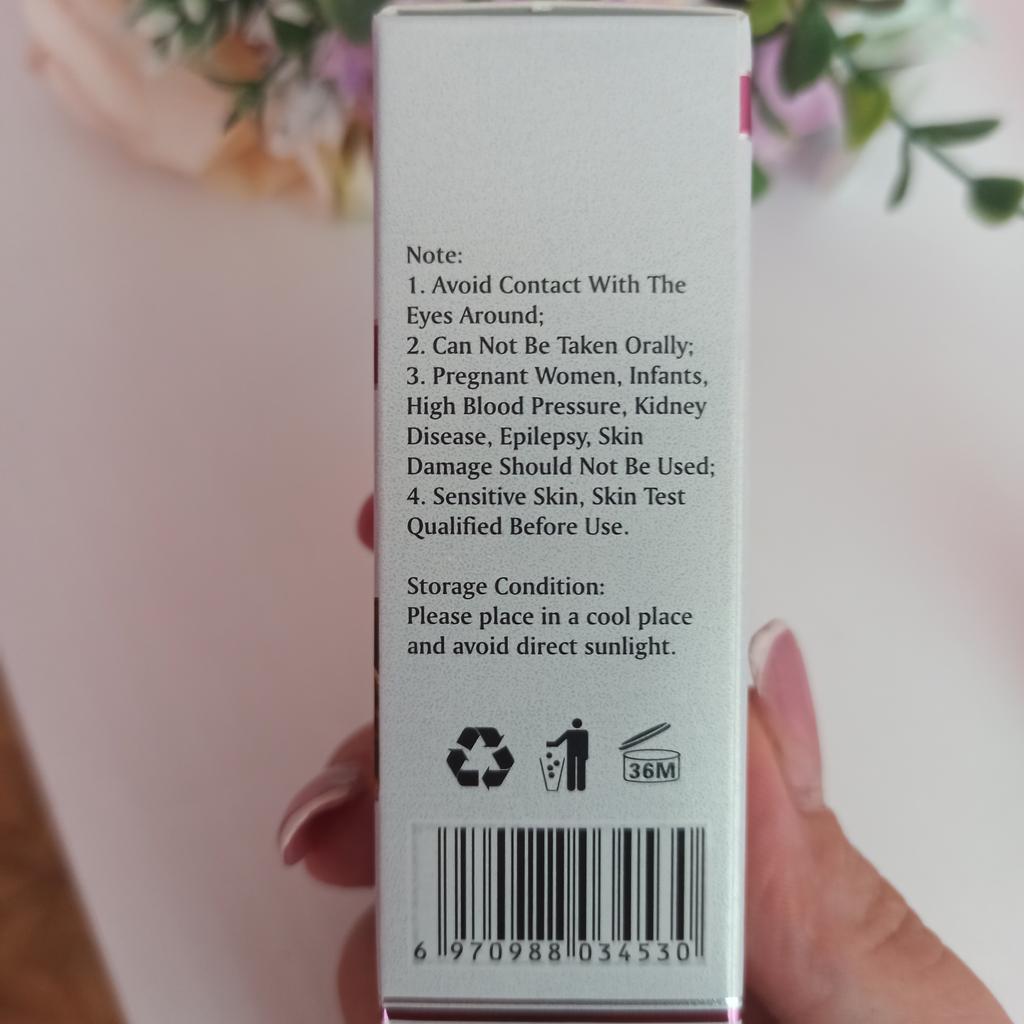 Note:
1. Avoid Contact With The
Eyes Around;
2. Can Not Be Taken Orally;
3. Pregnant Women, Infants,
High Blood Pressure, Kidney
Disease, Epilepsy, Skin
Damage Should Not Be Used;
4. Sensitive Skin, Skin Test
Qualified Before Use.
Storage Condition:
Please place in a cool place
and avoid direct sunlight.
36M
6 970988 034530